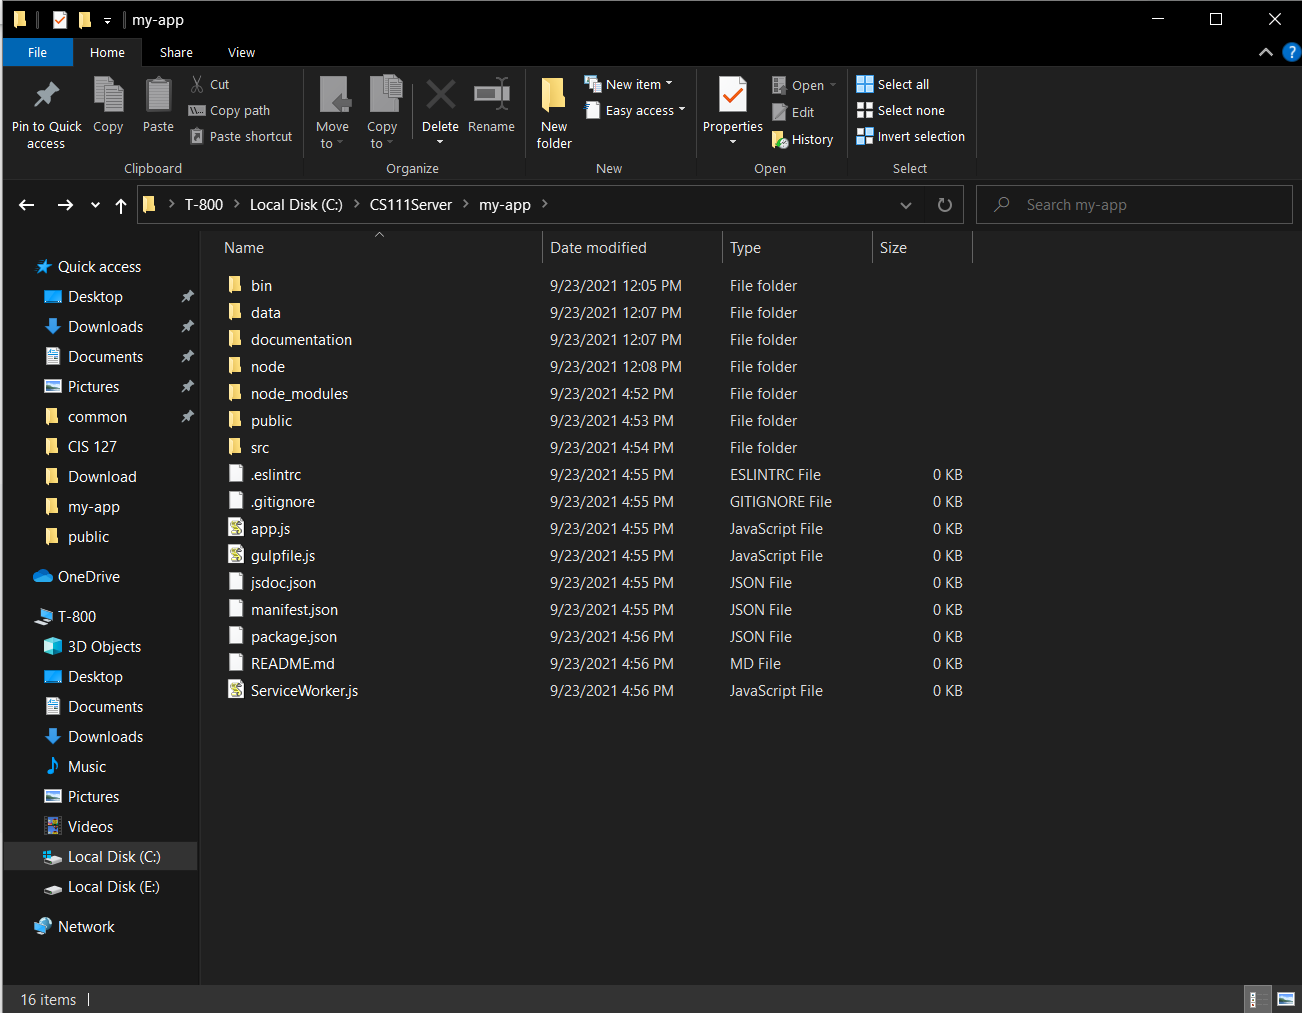 my-app
File Home Share View
Pin to Quick access
Copy
Paste
Cut
Copy path
Paste shortcut
Clipboard
Move to
Copy to
Delete
Rename
Organize
New folder
New item
Easy access
New
Properties
Open
Edit
History
Open
Select all
Select none
Invert selection
Select
T-800 > Local Disk (C:) > CS111Server > my-app >
Search my-app
Quick access
Desktop
Downloads
Documents
Pictures
common
CIS 127
Download
my-app
public
OneDrive
T-800
3D Objects
Desktop
Documents
Downloads
Music
Pictures
Videos
Local Disk (C:)
Local Disk (E:)
Network
Name Date modified Type Size
bin 9/23/2021 12:05 PM File folder
data 9/23/2021 12:07 PM File folder
documentation 9/23/2021 12:07 PM File folder
node 9/23/2021 12:08 PM File folder
node_modules 9/23/2021 4:52 PM File folder
public 9/23/2021 4:53 PM File folder
src 9/23/2021 4:54 PM File folder
.eslintrc 9/23/2021 4:55 PM ESLINTRC File 0 KB
.gitignore 9/23/2021 4:55 PM GITIGNORE File 0 KB
app.js 9/23/2021 4:55 PM JavaScript File 0 KB
gulpfile.js 9/23/2021 4:55 PM JavaScript File 0 KB
jsdoc.json 9/23/2021 4:55 PM JSON File 0 KB
manifest.json 9/23/2021 4:55 PM JSON File 0 KB
package.json 9/23/2021 4:56 PM JSON File 0 KB
README.md 9/23/2021 4:56 PM MD File 0 KB
ServiceWorker.js 9/23/2021 4:56 PM JavaScript File 0 KB
16 items